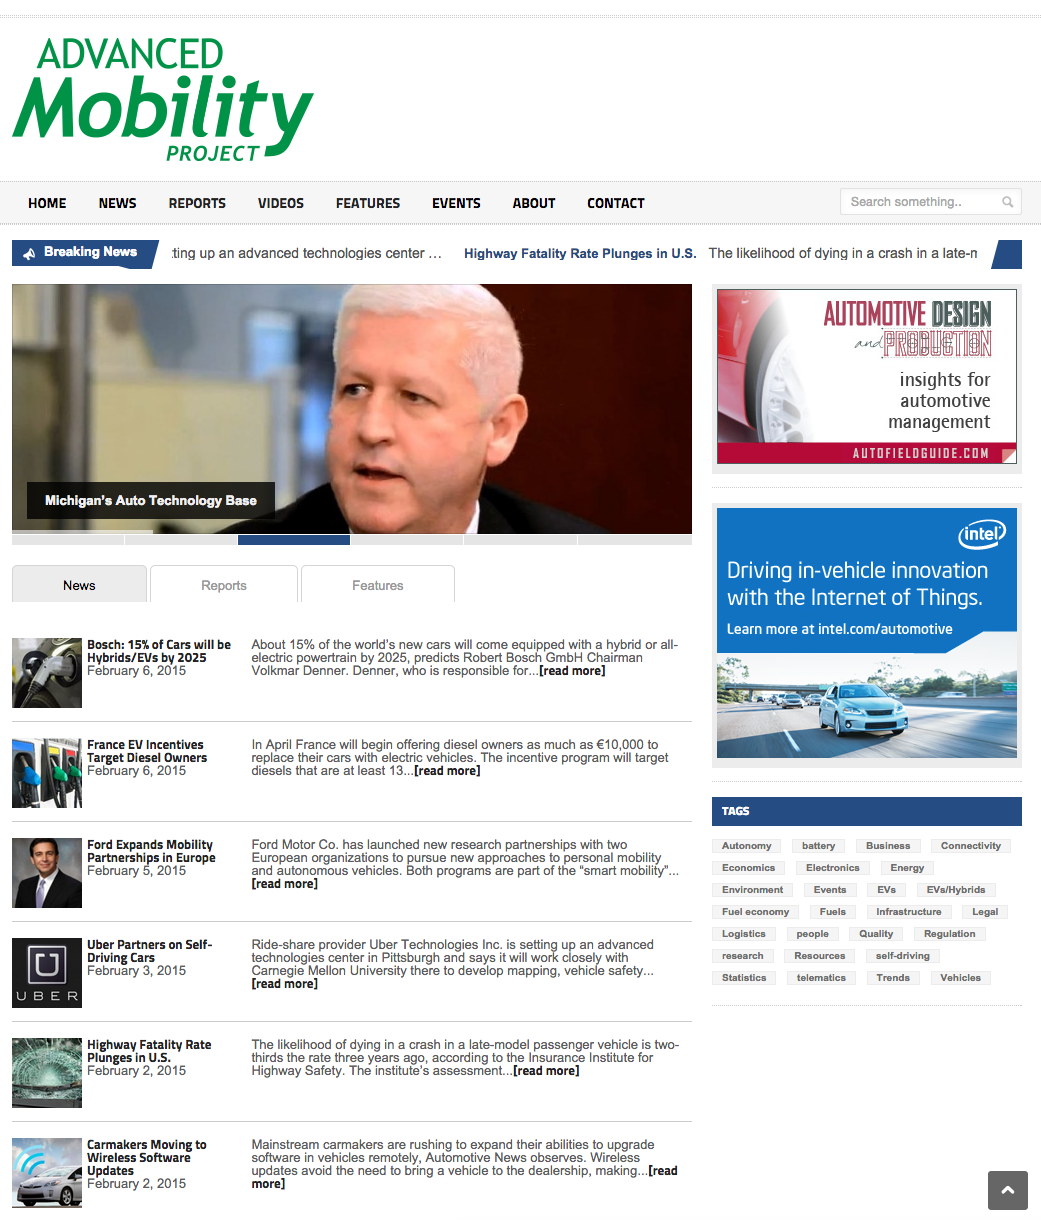 ADVANCED
Mobility
PROJECT
HOME NEWS REPORTS VIDEOS FEATURES EVENTS ABOUT CONTACT
Search something..
Breaking News
tting up an advanced technologies center … Highway Fatality Rate Plunges in U.S. The likelihood of dying in a crash in a late-m
Michigan's Auto Technology Base
AUTOMOTIVE DESIGN
and PRODUCTION
insights for
automotive
management
AUTOFIELDGUIDE.COM
intel
Driving in-vehicle innovation
with the Internet of Things.
Learn more at intel.com/automotive
News Reports Features
Bosch: 15% of Cars will be
Hybrids/EVs by 2025
February 6, 2015
About 15% of the world's new cars will come equipped with a hybrid or all-
electric powertrain by 2025, predicts Robert Bosch GmbH Chairman
Volkmar Denner. Denner, who is responsible for...[read more]
France EV Incentives
Target Diesel Owners
February 6, 2015
In April France will begin offering diesel owners as much as €10,000 to
replace their cars with electric vehicles. The incentive program will target
diesels that are at least 13...[read more]
Ford Expands Mobility
Partnerships in Europe
February 5, 2015
Ford Motor Co. has launched new research partnerships with two
European organizations to pursue new approaches to personal mobility
and autonomous vehicles. Both programs are part of the “smart mobility”...
[read more]
UBER
Uber Partners on Self-
Driving Cars
February 3, 2015
Ride-share provider Uber Technologies Inc. is setting up an advanced
technologies center in Pittsburgh and says it will work closely with
Carnegie Mellon University there to develop mapping, vehicle safety...
[read more]
Highway Fatality Rate
Plunges in U.S.
February 2, 2015
The likelihood of dying in a crash in a late-model passenger vehicle is two-
thirds the rate three years ago, according to the Insurance Institute for
Highway Safety. The institute's assessment...[read more]
Carmakers Moving to
Wireless Software
Updates
February 2, 2015
Mainstream carmakers are rushing to expand their abilities to upgrade
software in vehicles remotely, Automotive News observes. Wireless
updates avoid the need to bring a vehicle to the dealership, making...[read
more]
TAGS
Autonomy battery Business Connectivity
Economics Electronics Energy
Environment Events EVs EVs/Hybrids
Fuel economy Fuels Infrastructure Legal
Logistics people Quality Regulation
research Resources self-driving
Statistics telematics Trends Vehicles